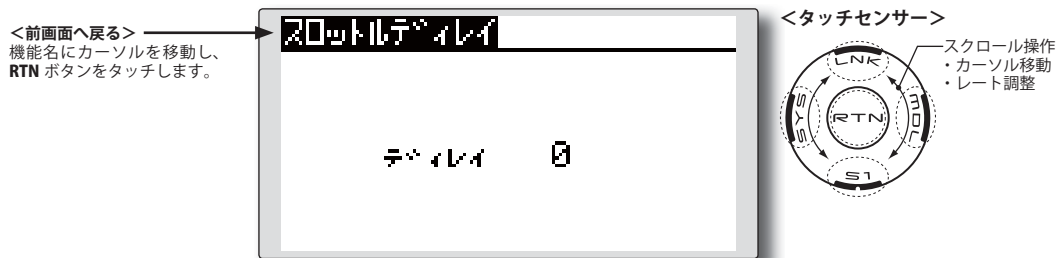 <前画面へ戻る>
機能名にカーソルを移動し、
RTN ボタンをタッチします。
スロットルディレイ
ディレイ 0
<タッチセンサー>
スクロール操作
・カーソル移動
・レート調整
LNK
SYS
RTN
MDL
S1